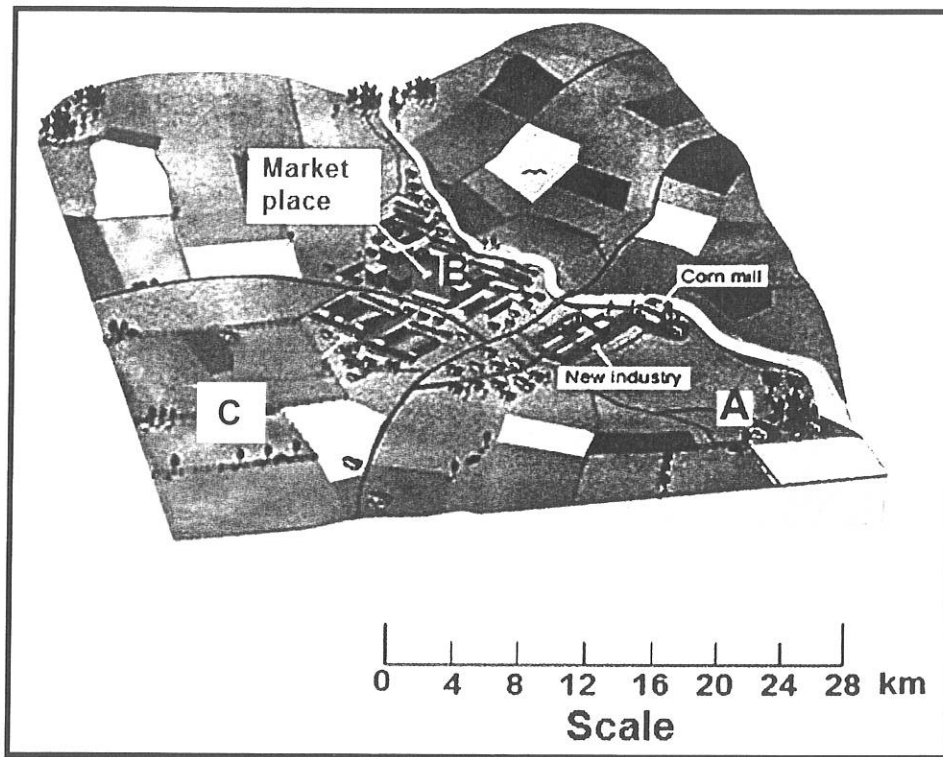 Market
place
B
Corn mill
New industry
A
C
0 4 8 12 16 20 24 28 km
Scale